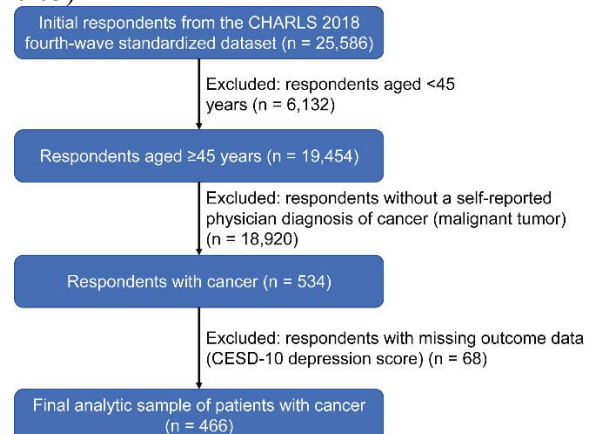 Initial respondents from the CHARLS 2018
fourth-wave standardized dataset (n = 25,586)
Excluded: respondents aged <45
years (n = 6,132)
Respondents aged ≥45 years (n = 19,454)
Excluded: respondents without a self-reported
physician diagnosis of cancer (malignant tumor)
(n = 18,920)
Respondents with cancer (n = 534)
Excluded: respondents with missing outcome data
(CESD-10 depression score) (n = 68)
Final analytic sample of patients with cancer
(n = 466)